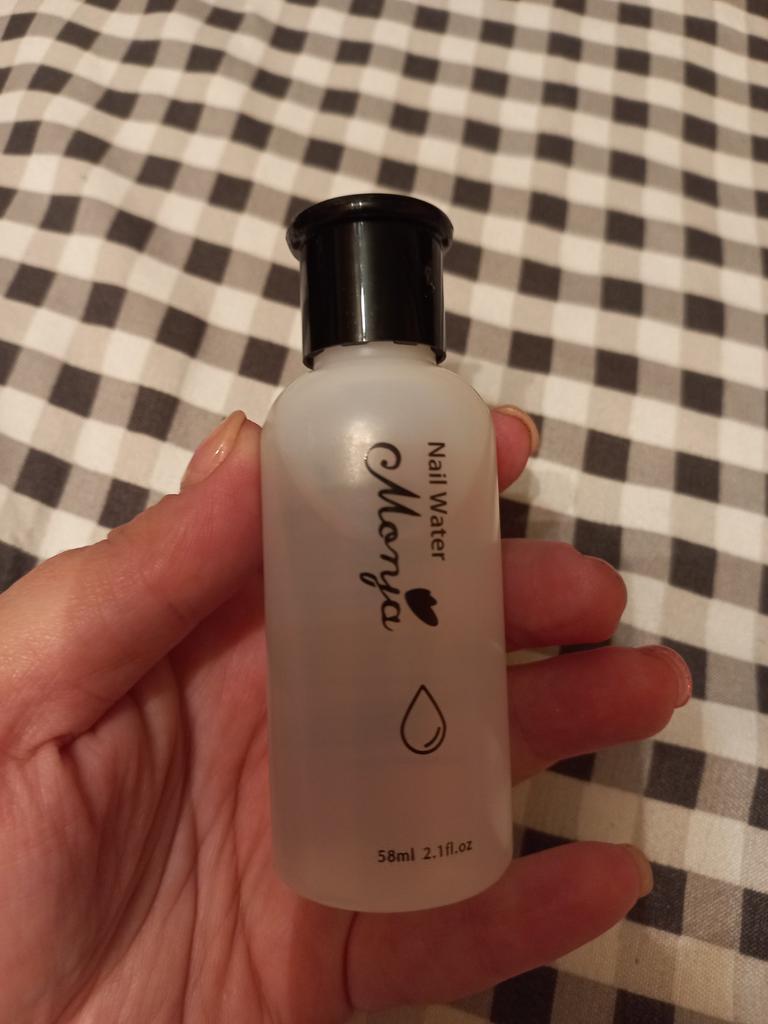 Nail Water
Monja
58ml 2.1fl.oz